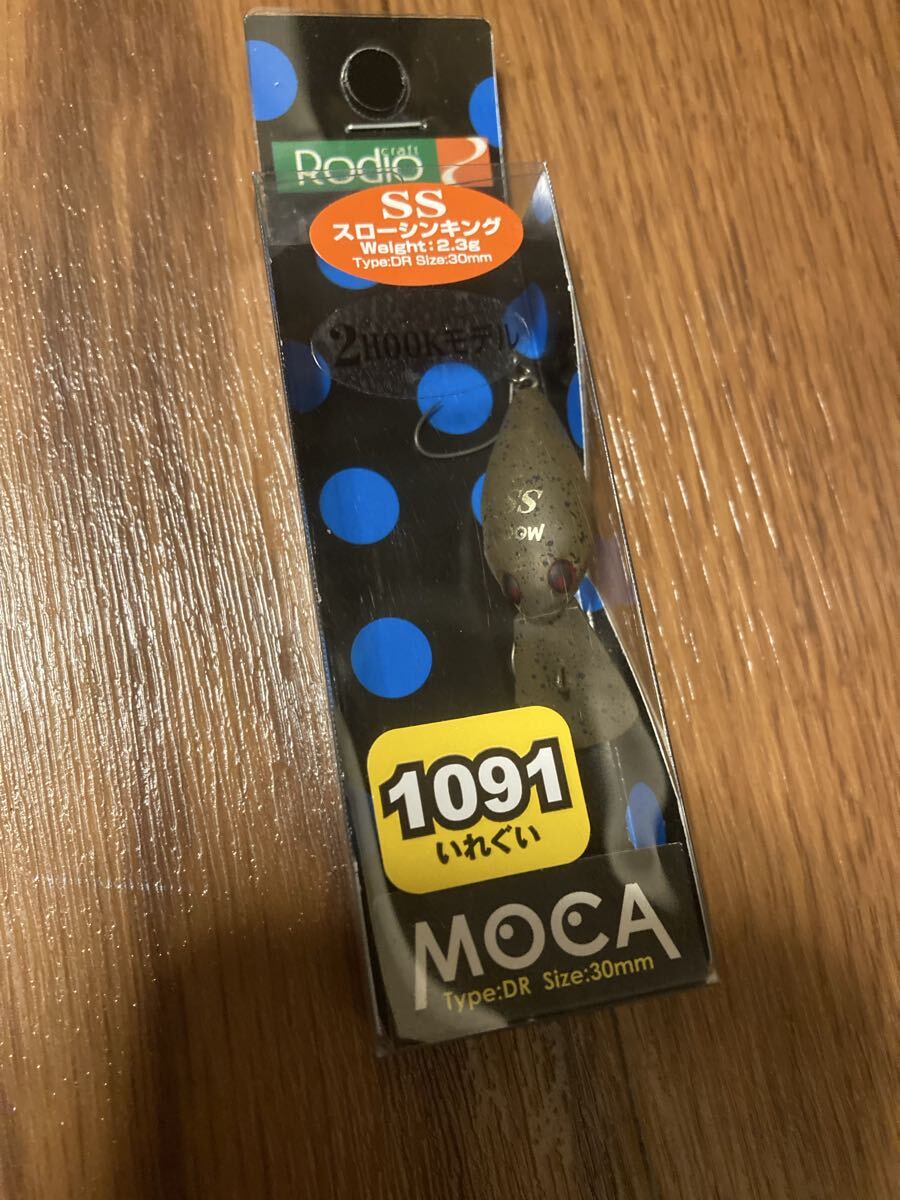 Rodio craft
SS
スローシンキング
Weight:2.3g
Type:DR Size:30mm
2HOOKモデル
SS
1091
いれぐい
MOCA
Type:DR Size:30mm